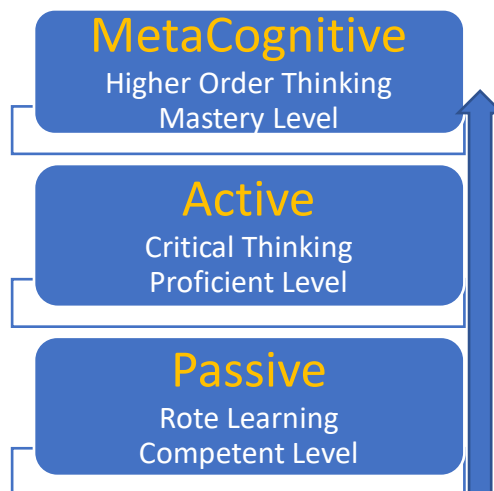 MetaCognitive
Higher Order Thinking
Mastery Level
Active
Critical Thinking
Proficient Level
Passive
Rote Learning
Competent Level